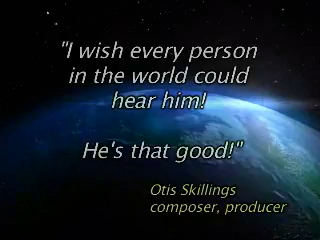 "I wish every person
in the world could
hear him!
He's that good!"
Otis Skillings
composer, producer